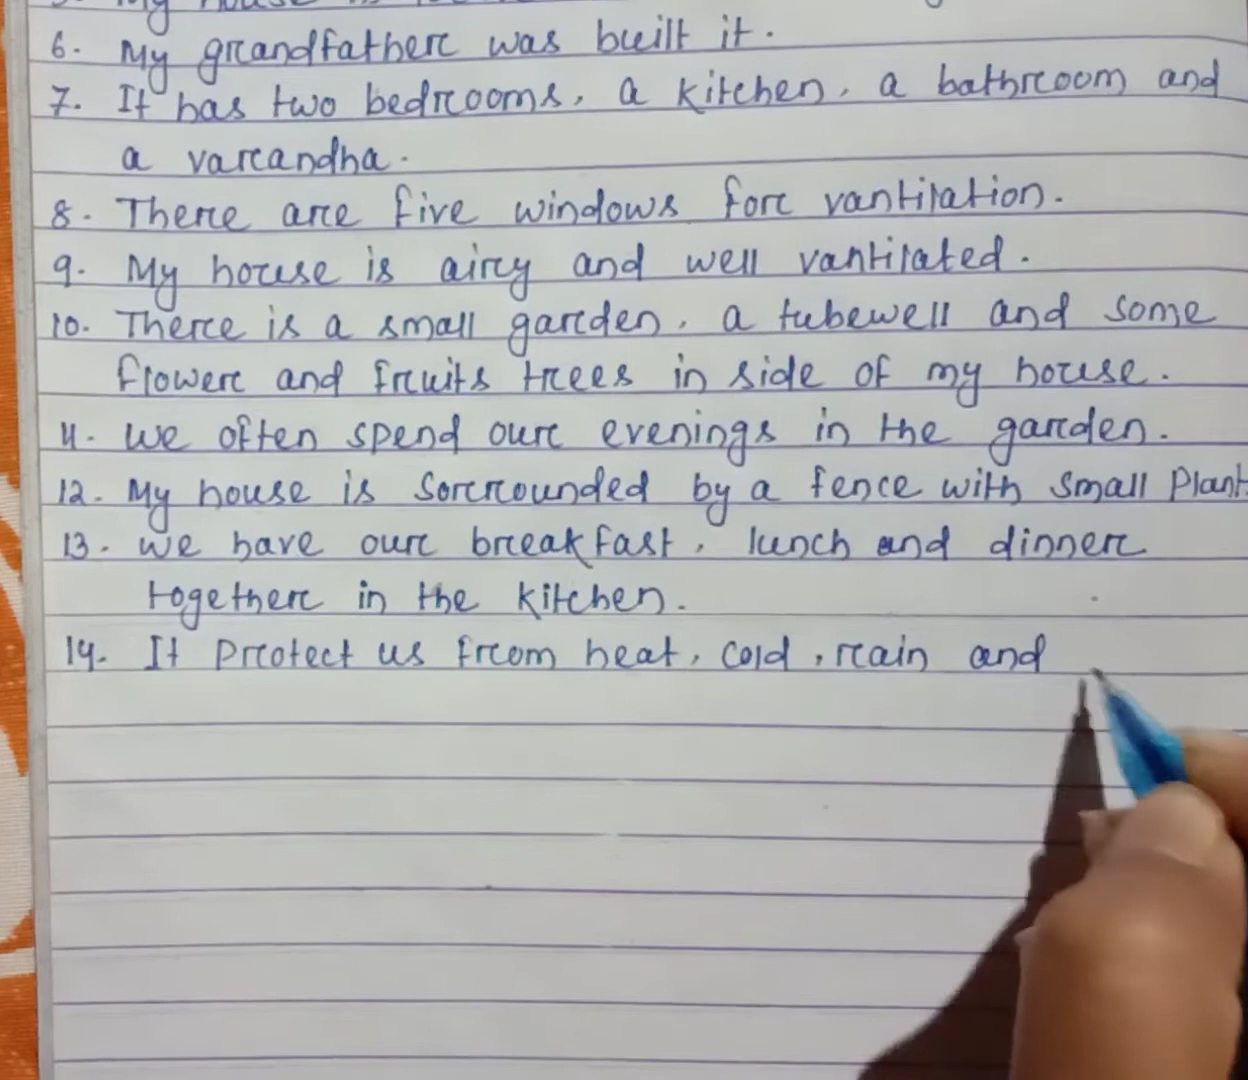 6. My grandfather was built it.
7. It has two bedrooms, a kitchen, a bathroom and
a varandha.
8. There are five windows for vantilation.
9. My house is airy and well vantilated.
10. There is a small garden, a tubewell and some
flower and fruits trees in side of my house.
11. We often spend our evenings in the garden.
12. My house is sorrounded by a fence with small Plant
13. We have our breakfast, lunch and dinner
together in the kitchen.
14. It Protect us from heat, cold, rain and